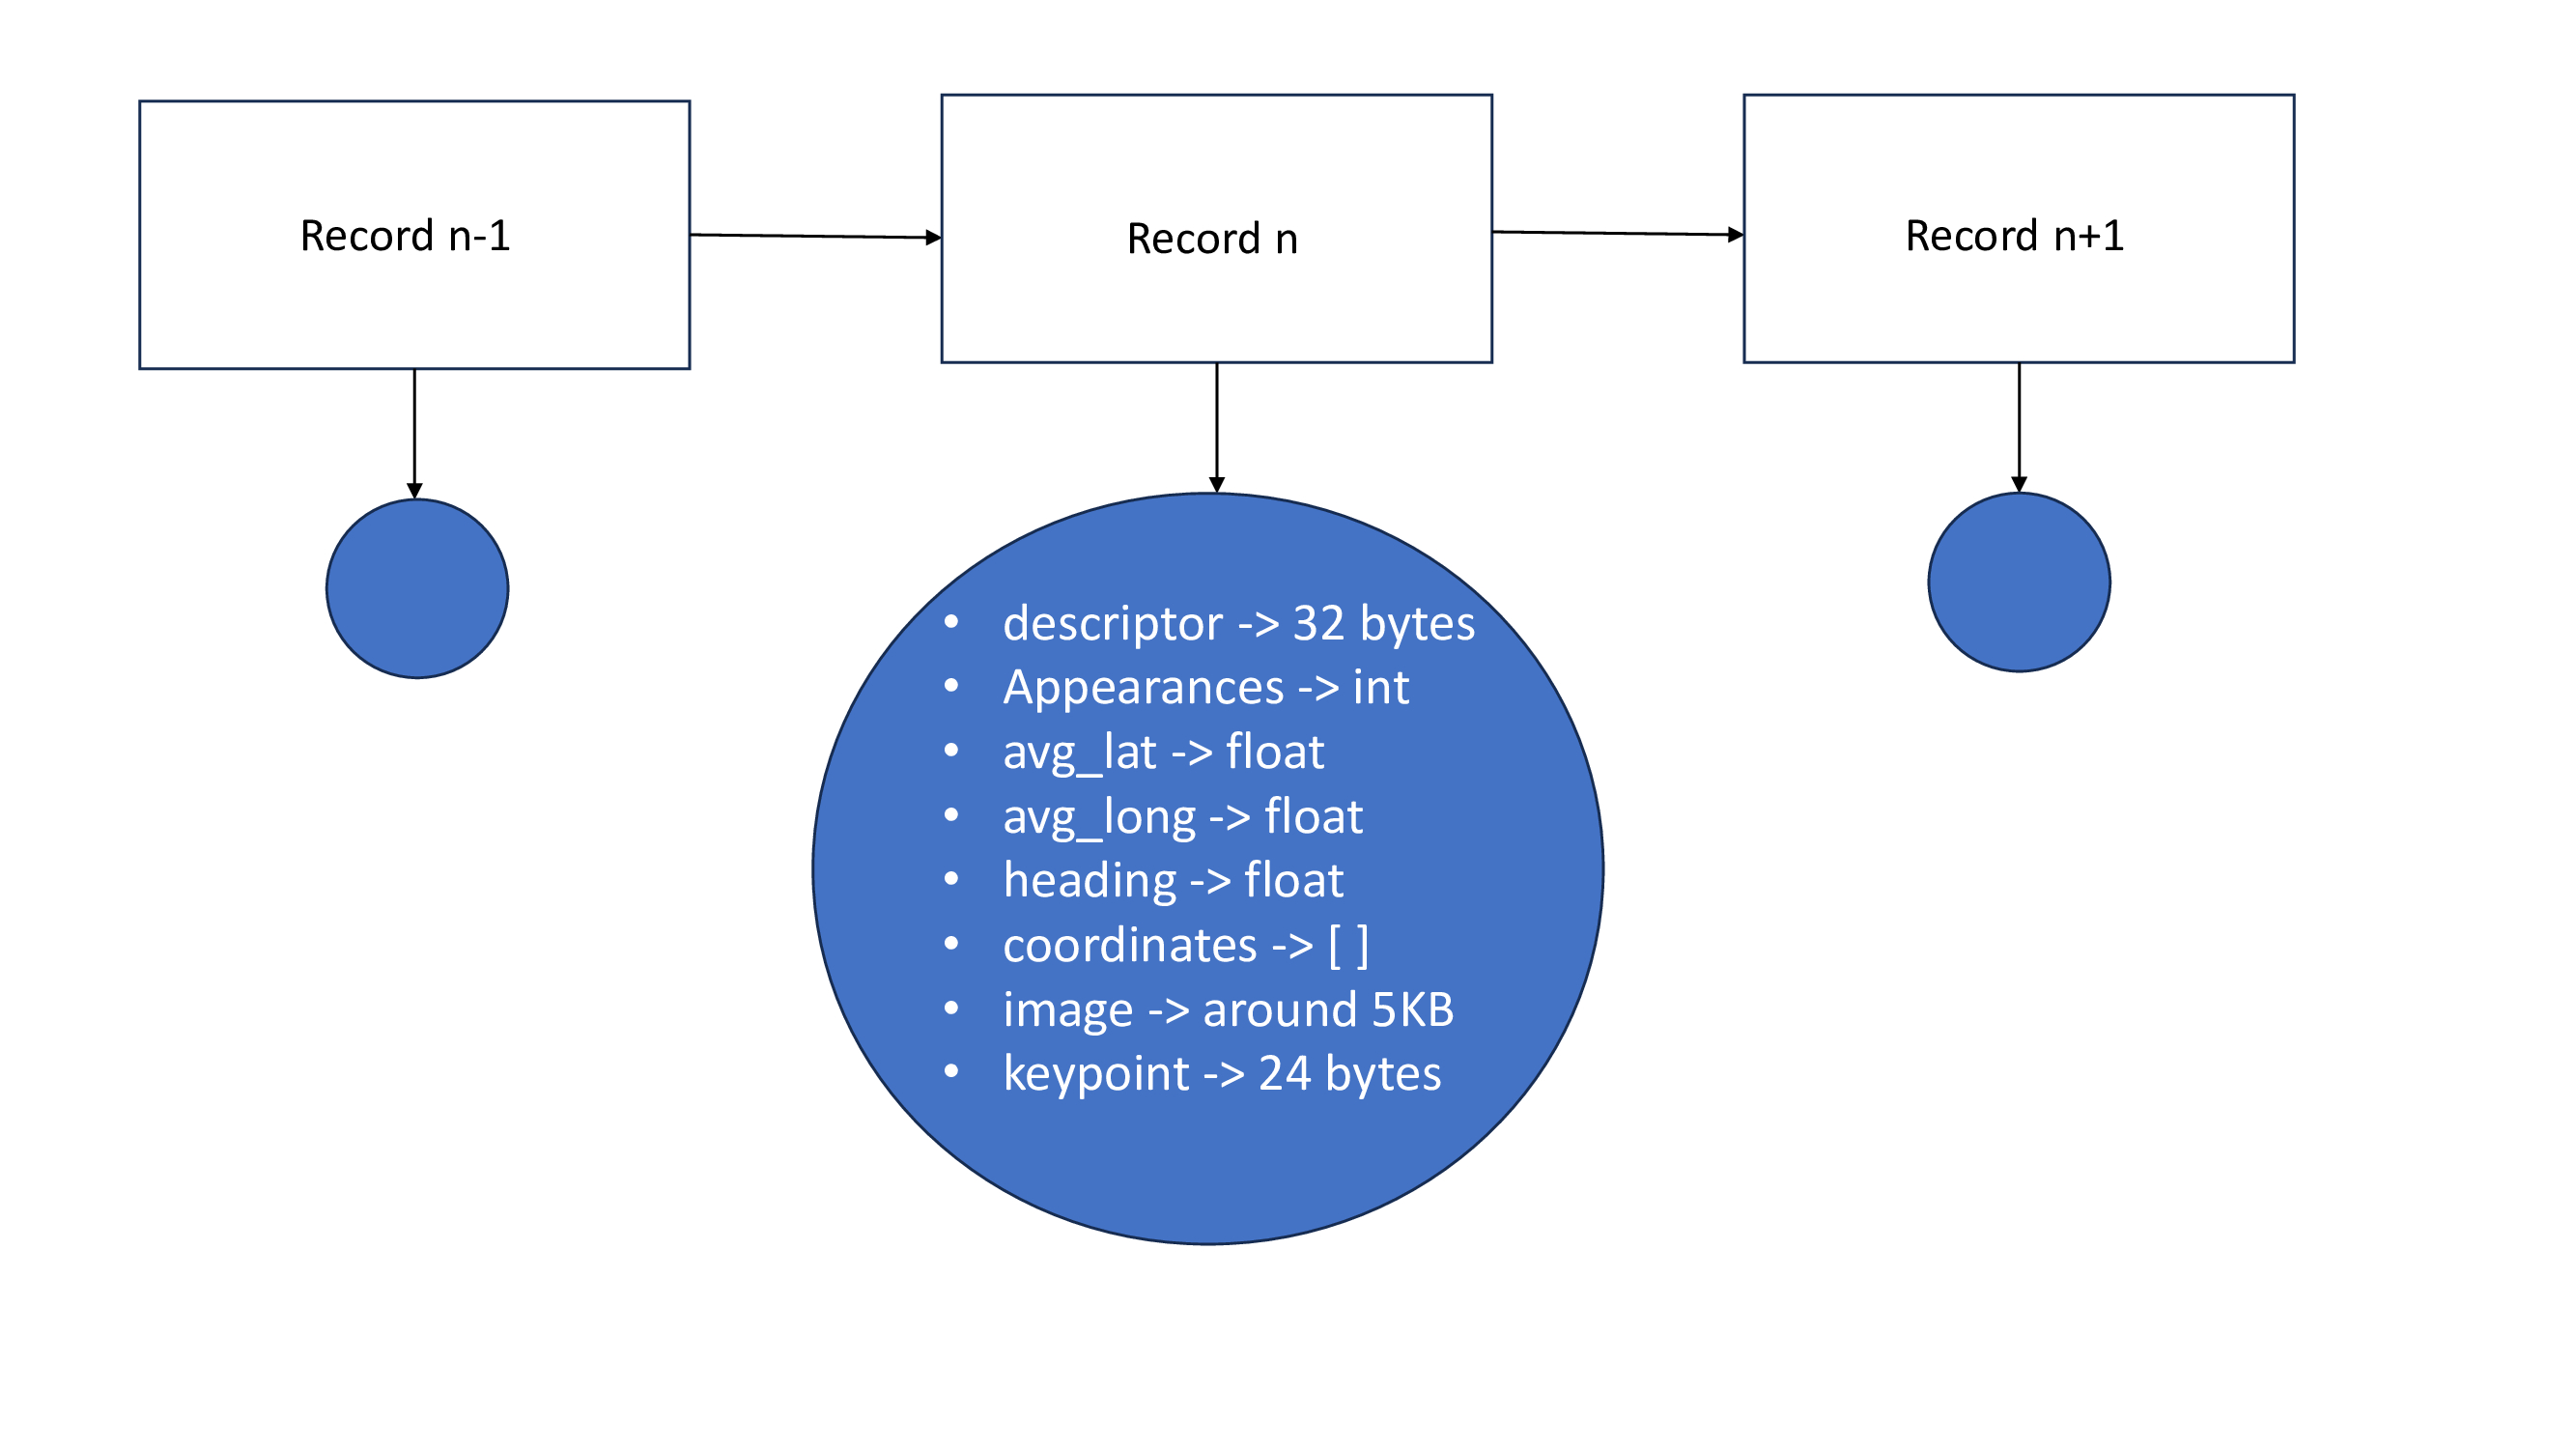 Record n-1
Record n
Record n+1
• descriptor -> 32 bytes
• Appearances -> int
• avg_lat -> float
• avg_long -> float
• heading -> float
• coordinates -> [ ]
• image -> around 5KB
• keypoint -> 24 bytes